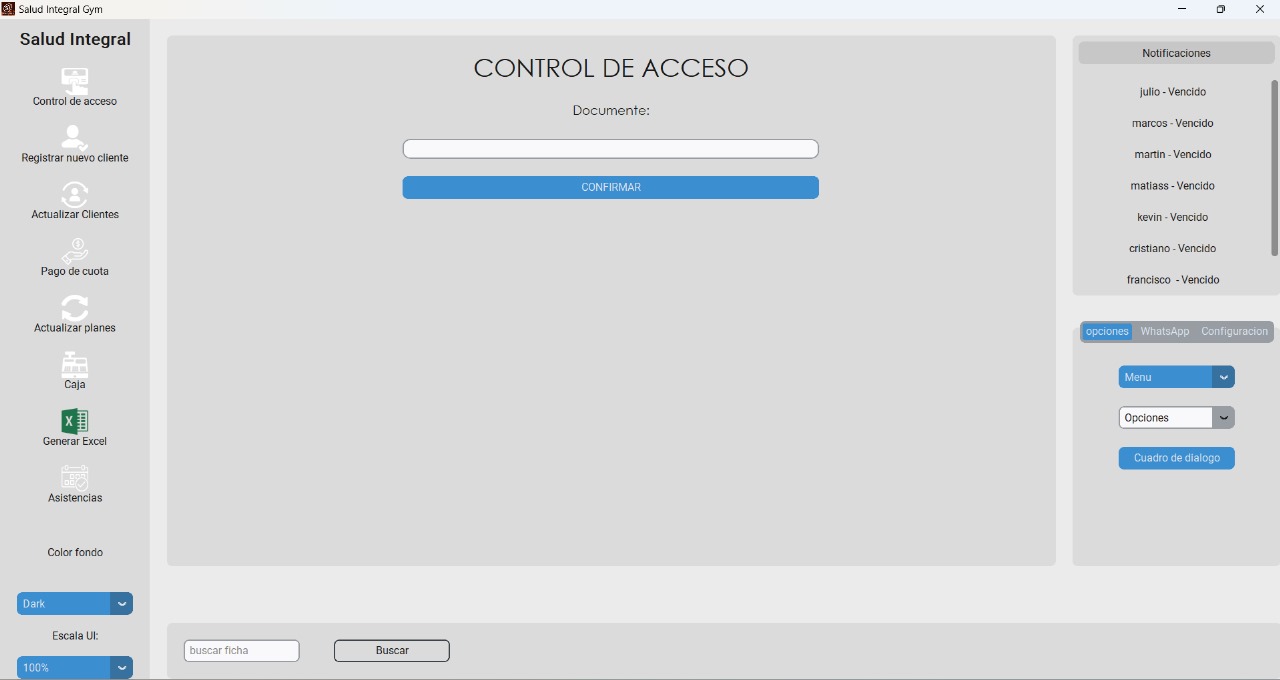 Salud Integral Gym
Salud Integral
Control de acceso
Registrar nuevo cliente
Actualizar Clientes
Pago de cuota
Actualizar planes
Caja
Generar Excel
Asistencias
Color fondo
Dark
Escala UI:
100%
CONTROL DE ACCESO
Documente:
CONFIRMAR
buscar ficha
Buscar
Notificaciones
julio - Vencido
marcos - Vencido
martin - Vencido
matiass - Vencido
kevin - Vencido
cristiano - Vencido
francisco - Vencido
opciones WhatsApp Configuracion
Menu
Opciones
Cuadro de dialogo